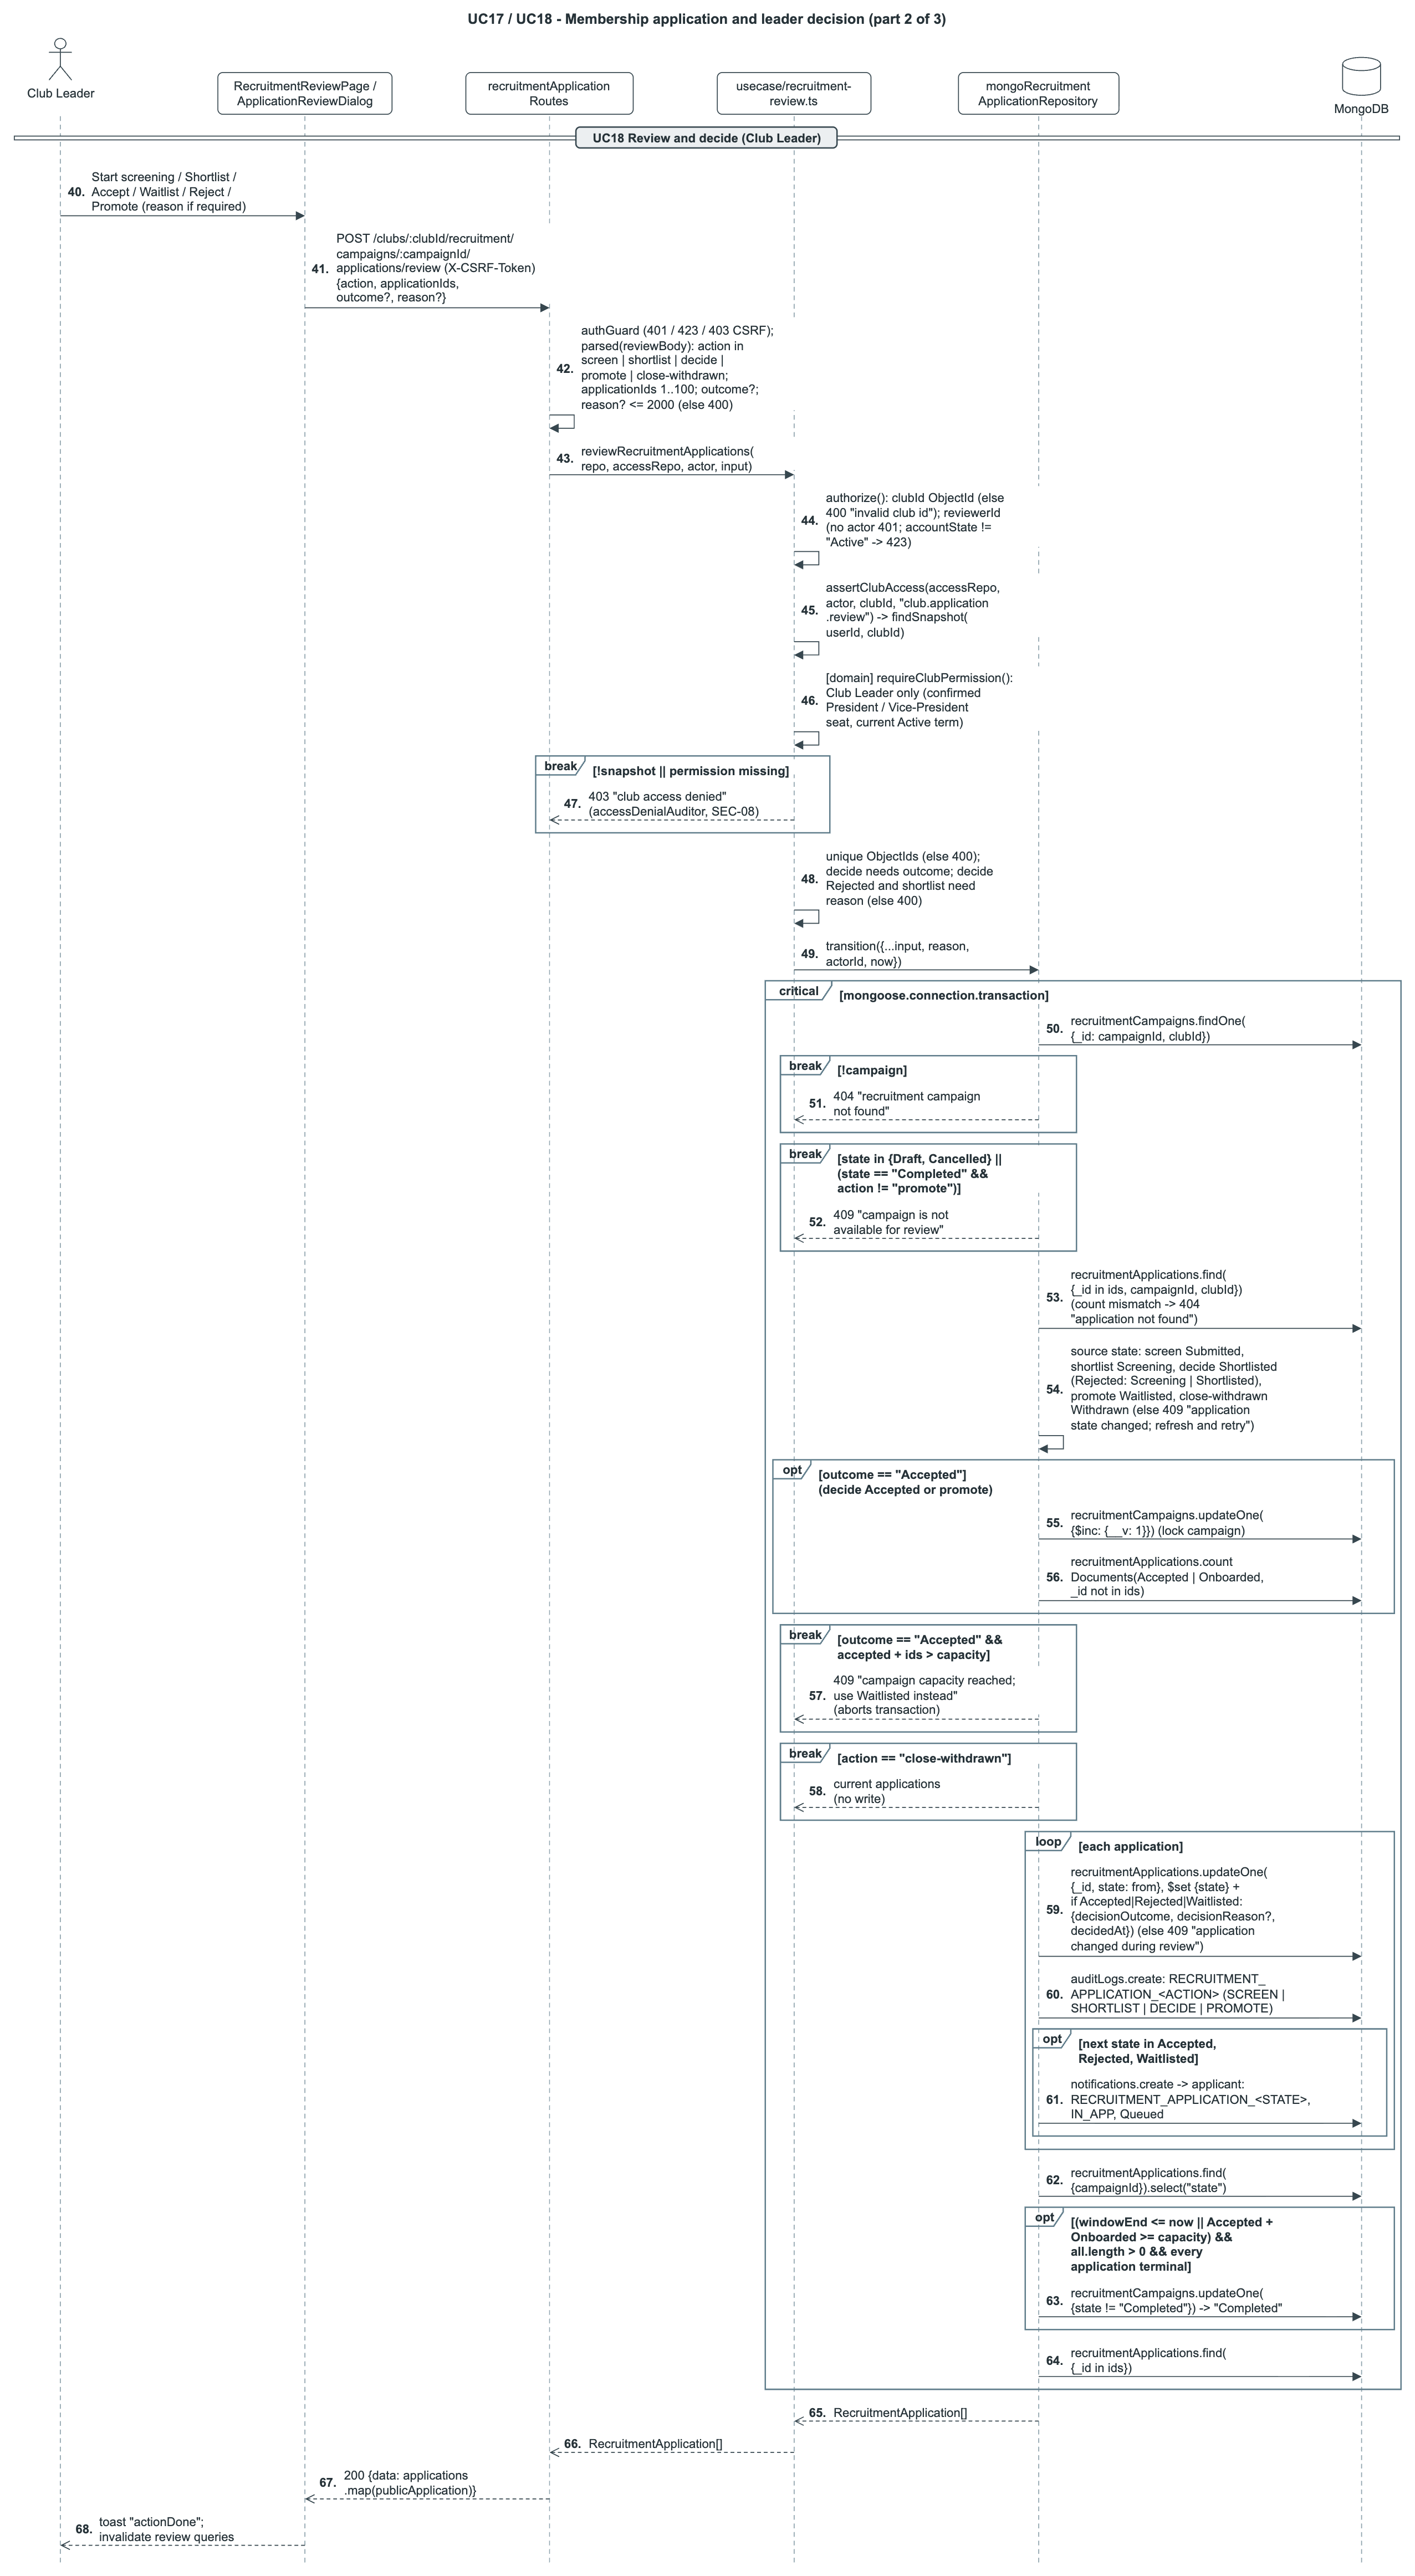 UC17 / UC18 - Membership application and leader decision (part 2 of 3)
Club Leader
RecruitmentReviewPage /
ApplicationReviewDialog
recruitmentApplication
Routes
usecase/recruitment-
review.ts
mongoRecruitment
ApplicationRepository
MongoDB
UC18 Review and decide (Club Leader)
40.
Start screening / Shortlist /
Accept / Waitlist / Reject /
Promote (reason if required)
41.
POST /clubs/:clubId/recruitment/
campaigns/:campaignId/
applications/review (X-CSRF-Token)
{action, applicationIds,
outcome?, reason?}
42.
authGuard (401 / 423 / 403 CSRF);
parsed(reviewBody): action in
screen | shortlist | decide |
promote | close-withdrawn;
applicationIds 1..100; outcome?;
reason? <= 2000 (else 400)
43.
reviewRecruitmentApplications(
repo, accessRepo, actor, input)
44.
authorize(): clubId ObjectId (else
400 "invalid club id"); reviewerId
(no actor 401; accountState !=
"Active" -> 423)
45.
assertClubAccess(accessRepo,
actor, clubId, "club.application
.review") -> findSnapshot(
userId, clubId)
46.
[domain] requireClubPermission():
Club Leader only (confirmed
President / Vice-President
seat, current Active term)
break
[!snapshot || permission missing]
47.
403 "club access denied"
(accessDenialAuditor, SEC-08)
48.
unique ObjectIds (else 400);
decide needs outcome; decide
Rejected and shortlist need
reason (else 400)
49.
transition({...input, reason,
actorId, now})
critical
[mongoose.connection.transaction]
50.
recruitmentCampaigns.findOne(
{_id: campaignId, clubId})
break
[!campaign]
51.
404 "recruitment campaign
not found"
break
[state in {Draft, Cancelled} ||
(state == "Completed" &&
action != "promote")]
52.
409 "campaign is not
available for review"
53.
recruitmentApplications.find(
{_id in ids, campaignId, clubId})
(count mismatch -> 404
"application not found")
54.
source state: screen Submitted,
shortlist Screening, decide Shortlisted
(Rejected: Screening | Shortlisted),
promote Waitlisted, close-withdrawn
Withdrawn (else 409 "application
state changed; refresh and retry")
opt
[outcome == "Accepted"]
(decide Accepted or promote)
55.
recruitmentCampaigns.updateOne(
{$inc: {__v: 1}}) (lock campaign)
56.
recruitmentApplications.count
Documents(Accepted | Onboarded,
_id not in ids)
break
[outcome == "Accepted" &&
accepted + ids > capacity]
57.
409 "campaign capacity reached;
use Waitlisted instead"
(aborts transaction)
break
[action == "close-withdrawn"]
58.
current applications
(no write)
loop
[each application]
59.
recruitmentApplications.updateOne(
{_id, state: from}, $set {state} +
if Accepted|Rejected|Waitlisted:
{decisionOutcome, decisionReason?,
decidedAt}) (else 409 "application
changed during review")
60.
auditLogs.create: RECRUITMENT_
APPLICATION_<ACTION> (SCREEN |
SHORTLIST | DECIDE | PROMOTE)
opt
[next state in Accepted,
Rejected, Waitlisted]
61.
notifications.create -> applicant:
RECRUITMENT_APPLICATION_<STATE>,
IN_APP, Queued
62.
recruitmentApplications.find(
{campaignId}).select("state")
opt
[(windowEnd <= now || Accepted +
Onboarded >= capacity) &&
all.length > 0 && every
application terminal]
63.
recruitmentCampaigns.updateOne(
{state != "Completed"}) -> "Completed"
64.
recruitmentApplications.find(
{_id in ids})
65.
RecruitmentApplication[]
66.
RecruitmentApplication[]
67.
200 {data: applications
.map(publicApplication)}
68.
toast "actionDone";
invalidate review queries